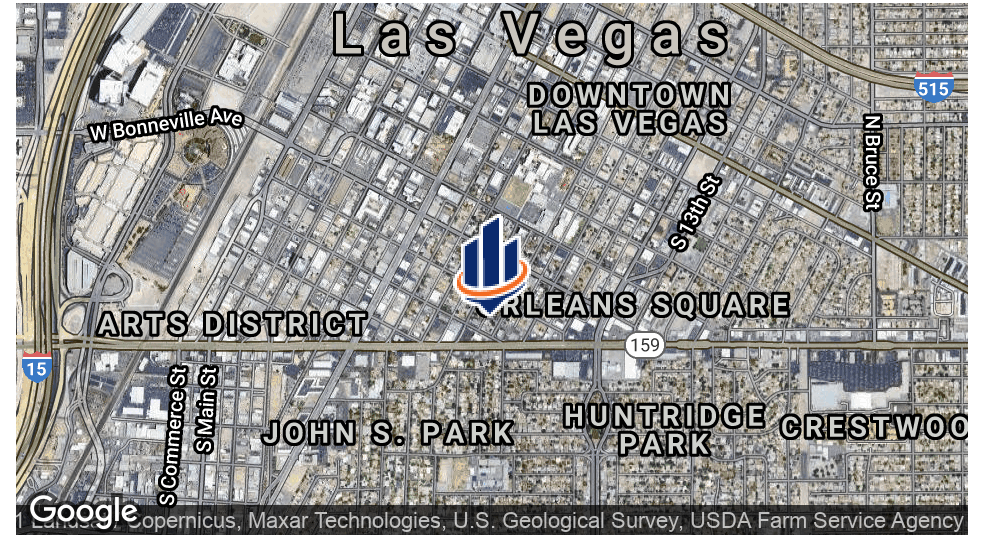 Las Vegas
515
DOWNTOWN
LAS VEGAS
W Bonneville Ave
N Bruce St
S 13th St
RLEANS SQUARE
ARTS DISTRICT
159
15
S Commerce St
S Main St
JOHN S. PARK
HUNTRIDGE
PARK
CRESTWOO
Google
Copernicus, Maxar Technologies, U.S. Geological Survey, USDA Farm Service Agency